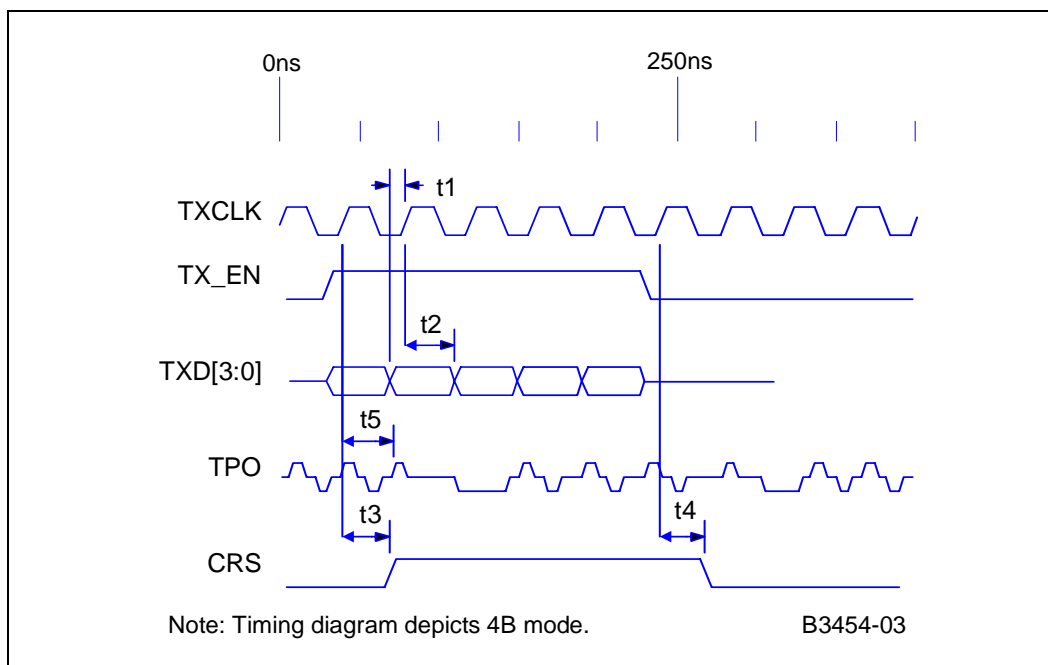 0ns 250ns
t1
TXCLK
TX_EN
t2
TXD[3:0]
t5
TPO
t3 t4
CRS
Note: Timing diagram depicts 4B mode. B3454-03